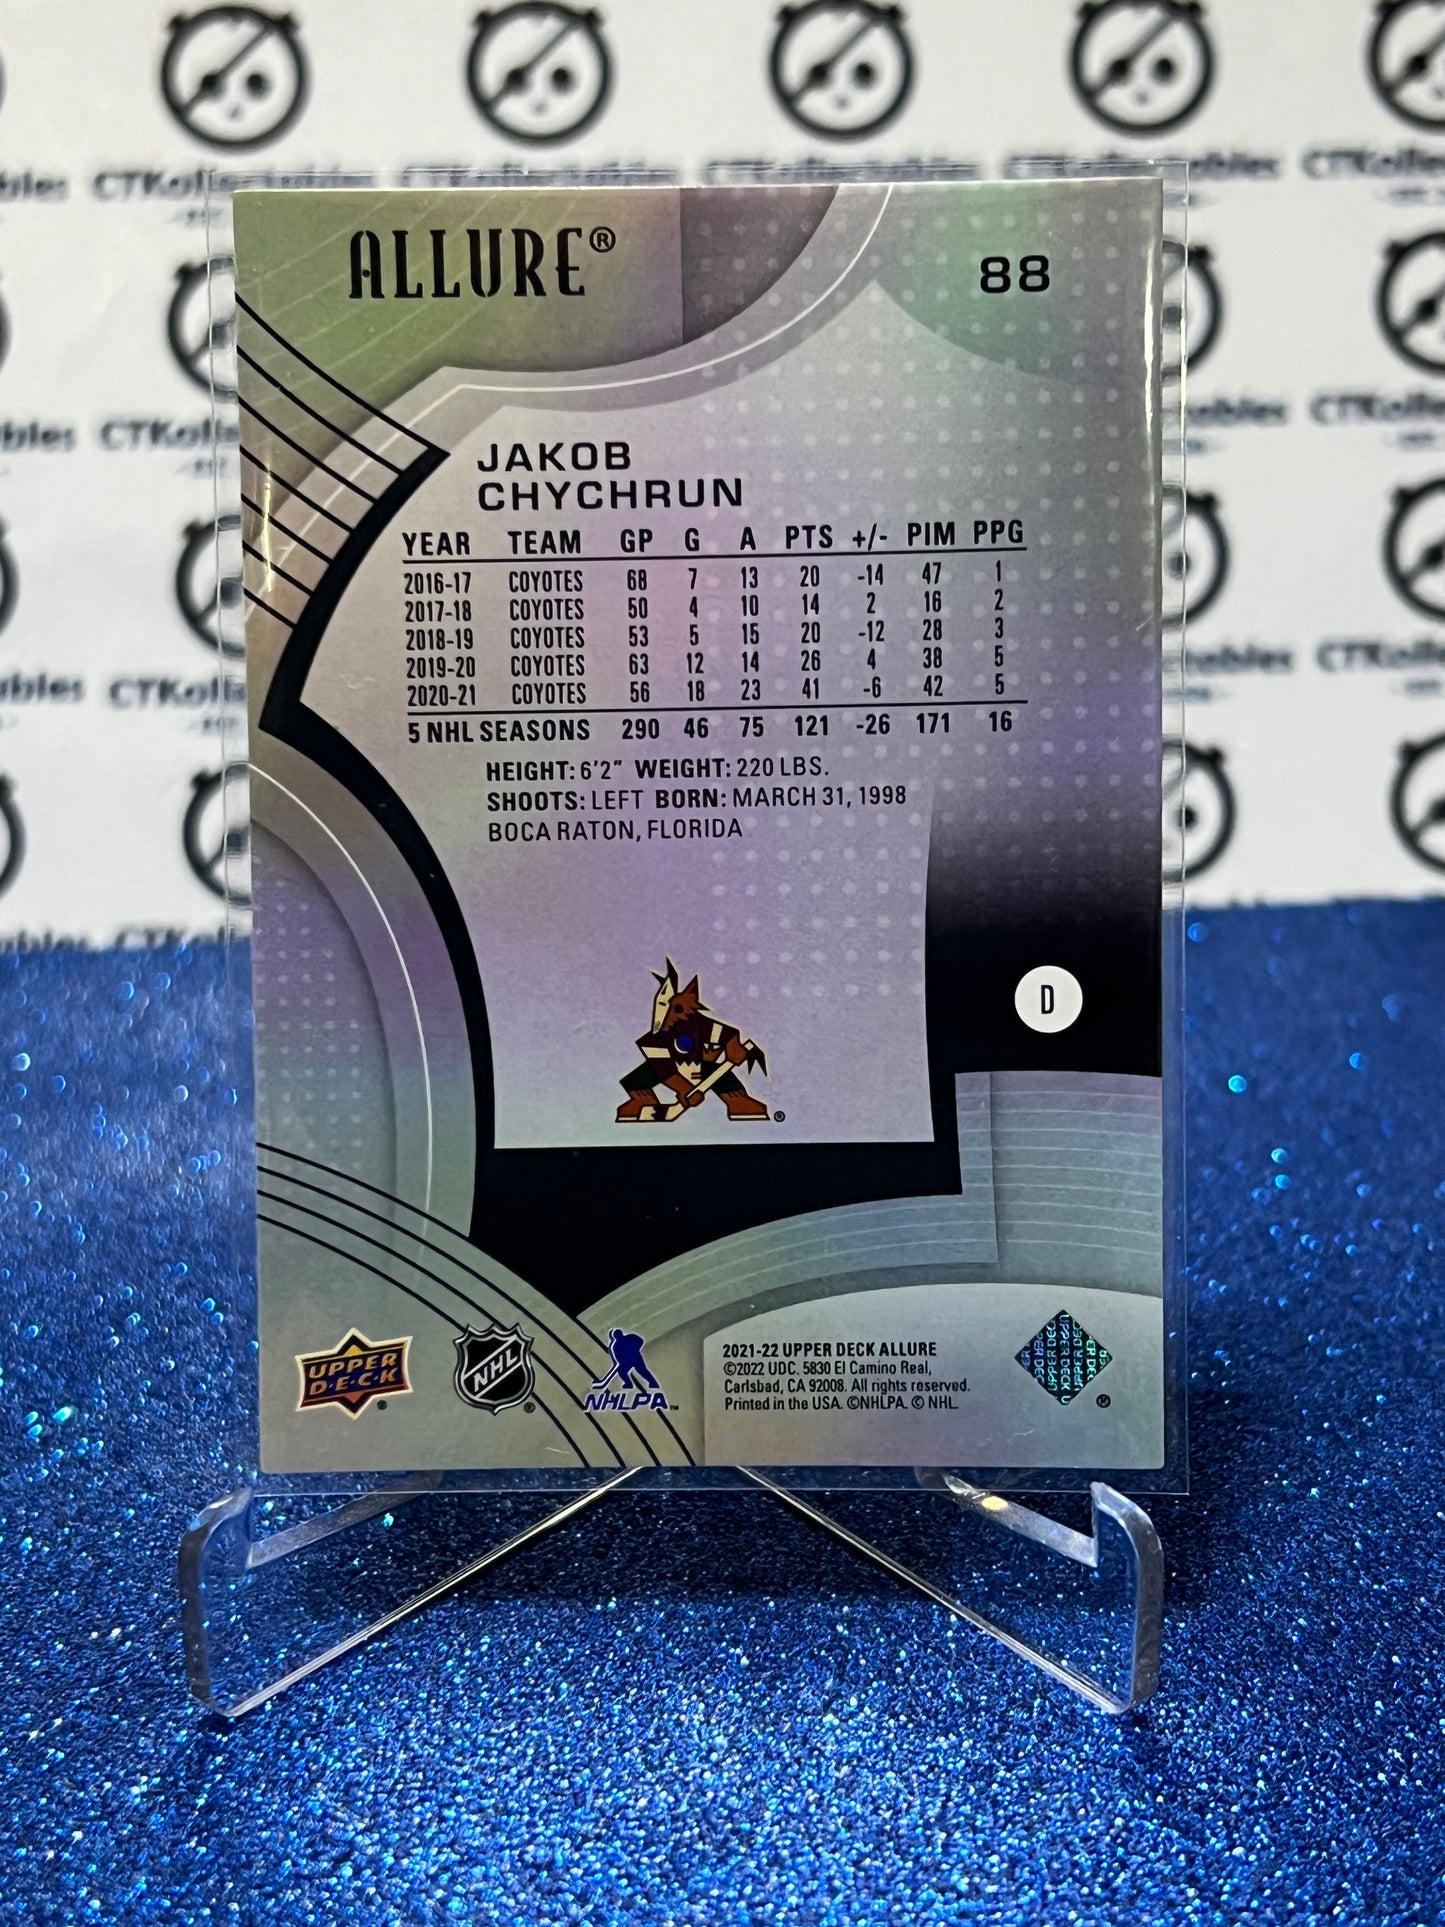 CTKollectables
ALLURE®
88
JAKOB
CHYCHRUN
YEAR TEAM GP G A PTS +/- PIM PPG
2016-17 COYOTES 68 7 13 20 -14 47 1
2017-18 COYOTES 50 4 10 14 2 16 2
2018-19 COYOTES 53 5 15 20 -12 28 3
2019-20 COYOTES 63 12 14 26 4 38 5
2020-21 COYOTES 56 18 23 41 -6 42 5
5 NHL SEASONS 290 46 75 121 -26 171 16
HEIGHT: 6'2" WEIGHT: 220 LBS.
SHOOTS: LEFT BORN: MARCH 31, 1998
BOCA RATON, FLORIDA
D
®
UPPER
D·E·C·K
®
NHL
®
NHLPA™
2021-22 UPPER DECK ALLURE
©2022 UDC. 5830 El Camino Real,
Carlsbad, CA 92008. All rights reserved.
Printed in the USA. ©NHLPA. © NHL.
UPPER DECK
®